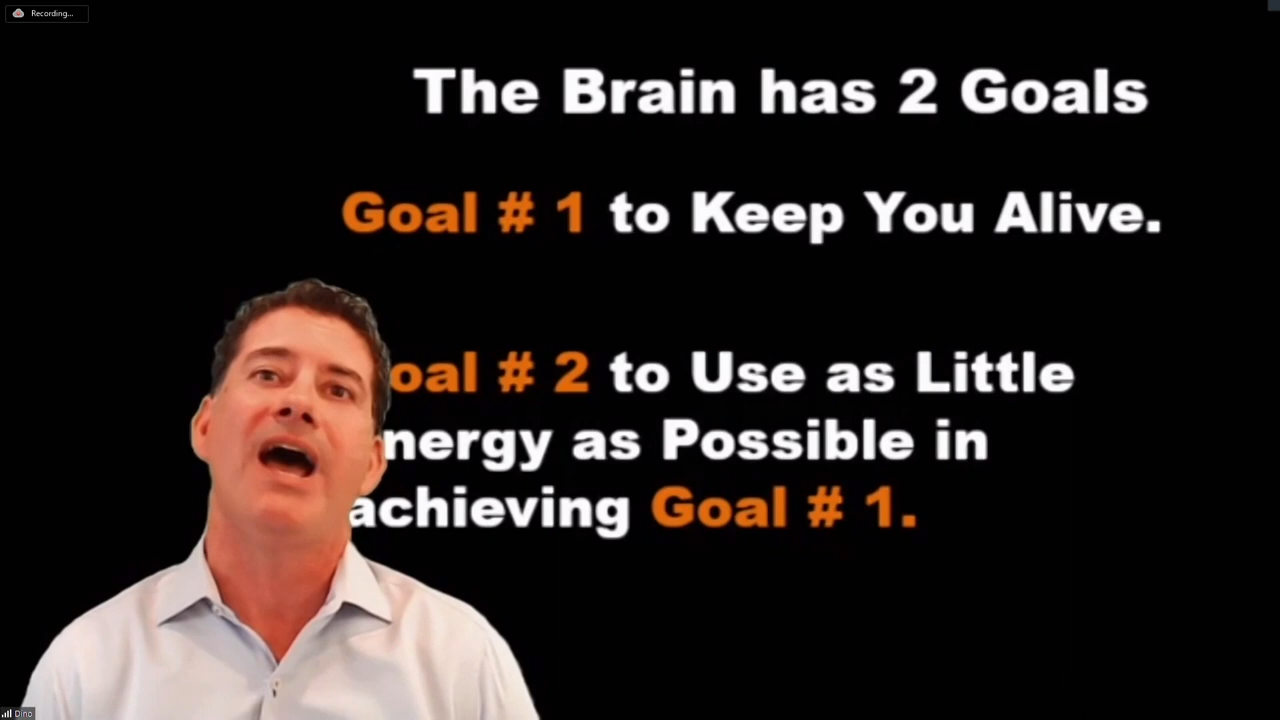 Recording...
The Brain has 2 Goals
Goal # 1 to Keep You Alive.
oal # 2 to Use as Little
nergy as Possible in
achieving Goal # 1.
Dino